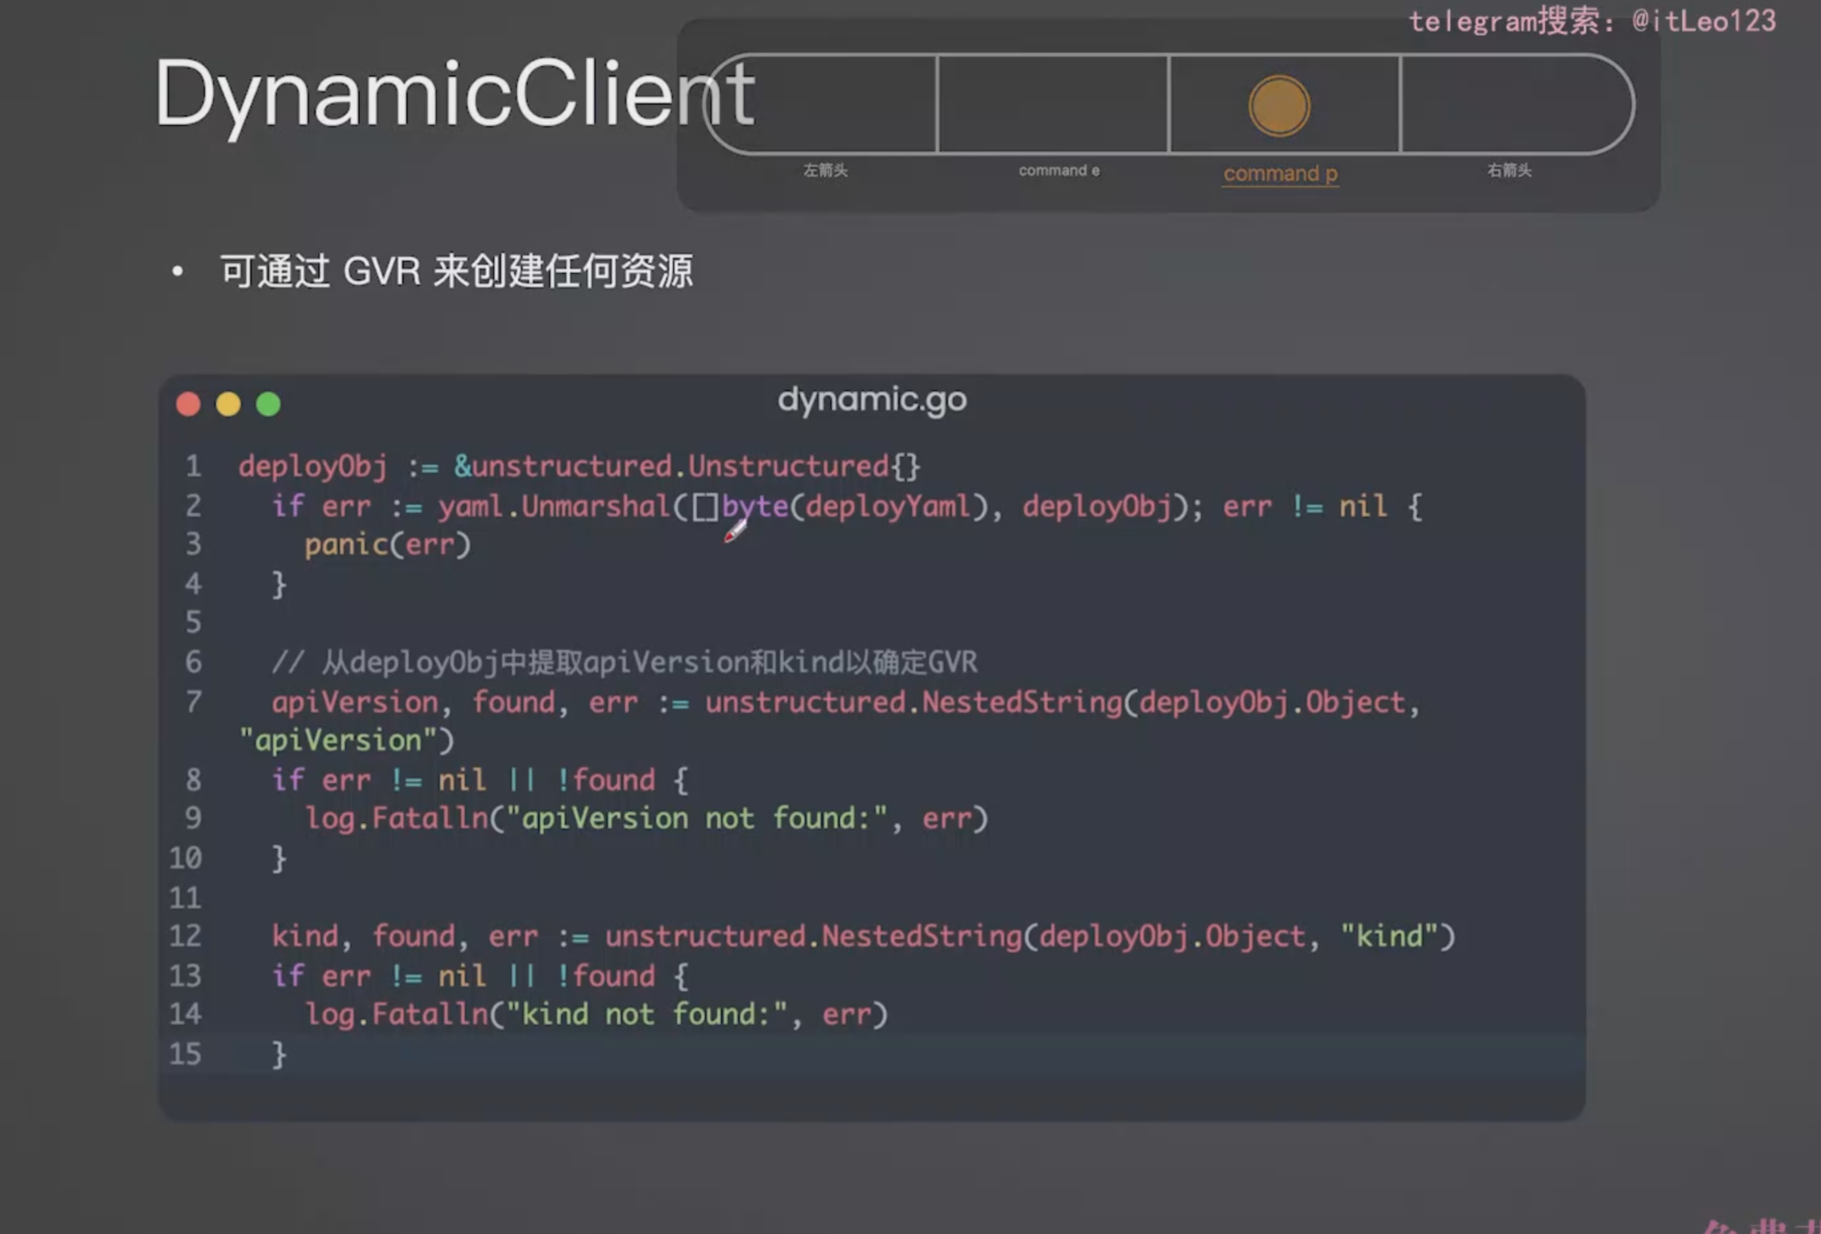 telegram搜索：@itLeo123
DynamicClient
左箭头
command e
command p
右箭头
• 可通过 GVR 来创建任何资源
dynamic.go
1 deployObj := &unstructured.Unstructured{}
2 if err := yaml.Unmarshal([]byte(deployYaml), deployObj); err != nil {
3 panic(err)
4 }
5
6 // 从deployObj中提取apiVersion和kind以确定GVR
7 apiVersion, found, err := unstructured.NestedString(deployObj.Object,
"apiVersion")
8 if err != nil || !found {
9 log.Fatalln("apiVersion not found:", err)
10 }
11
12 kind, found, err := unstructured.NestedString(deployObj.Object, "kind")
13 if err != nil || !found {
14 log.Fatalln("kind not found:", err)
15 }